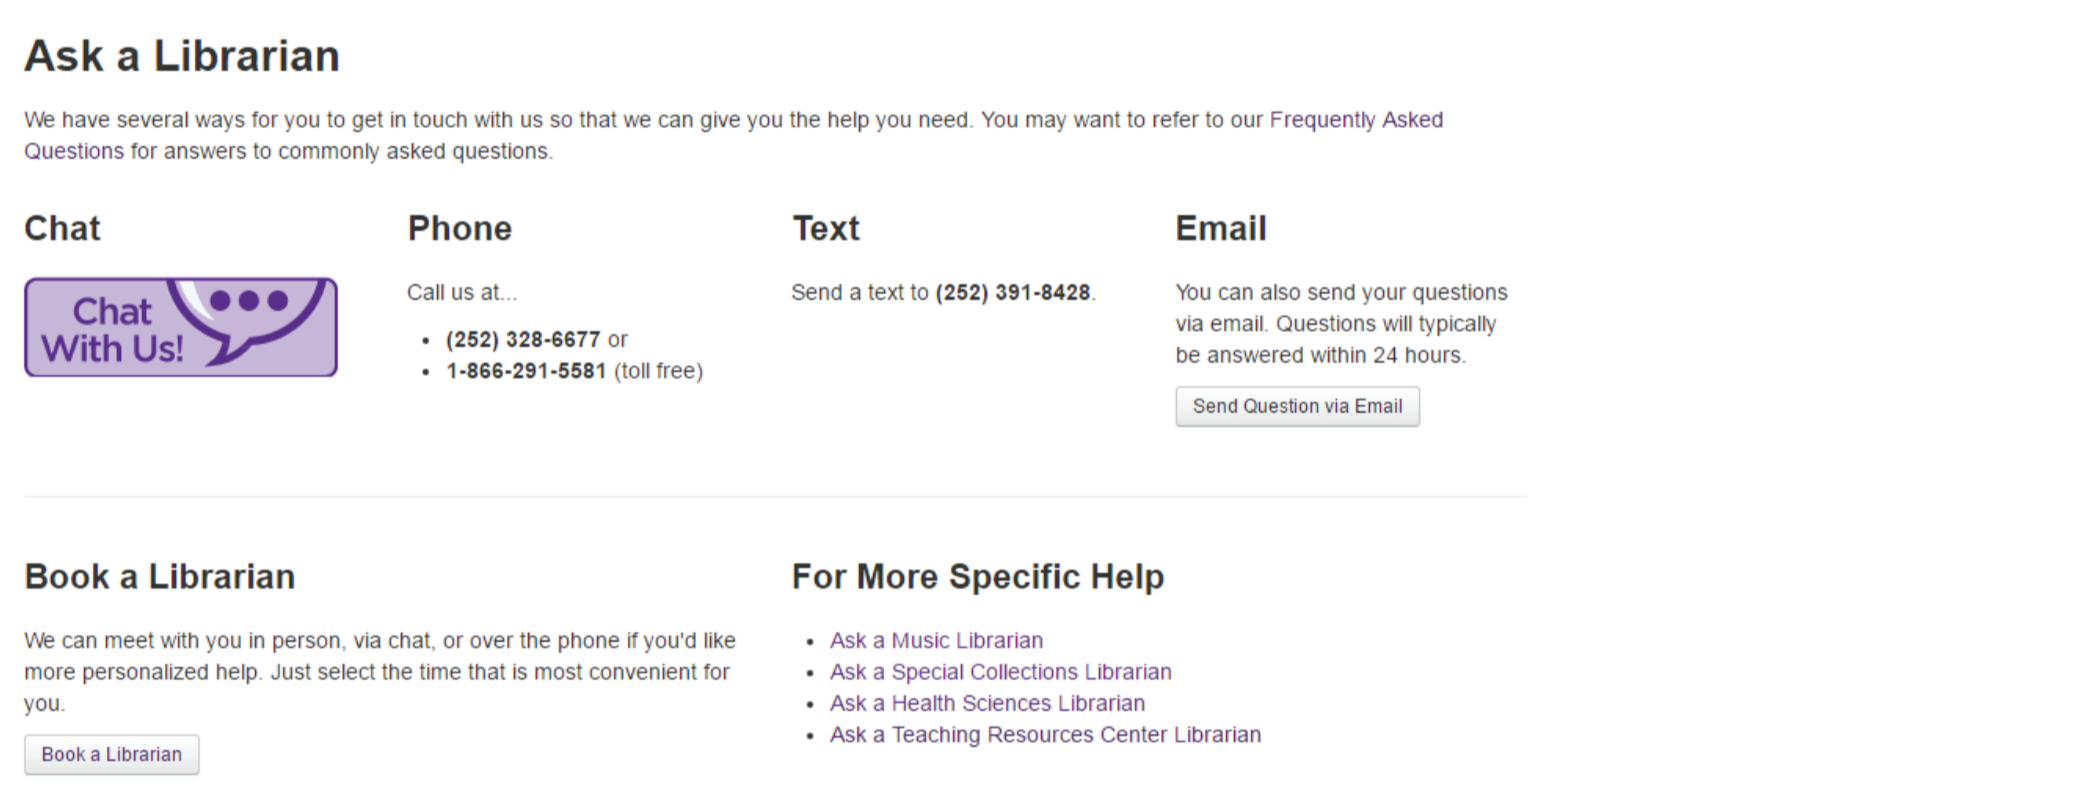 Ask a Librarian
We have several ways for you to get in touch with us so that we can give you the help you need. You may want to refer to our Frequently Asked
Questions for answers to commonly asked questions.
Chat
Chat
With Us!
Phone
Call us at...
• (252) 328-6677 or
• 1-866-291-5581 (toll free)
Text
Send a text to (252) 391-8428.
Email
You can also send your questions
via email. Questions will typically
be answered within 24 hours.
Send Question via Email
Book a Librarian
We can meet with you in person, via chat, or over the phone if you'd like
more personalized help. Just select the time that is most convenient for
you.
Book a Librarian
For More Specific Help
• Ask a Music Librarian
• Ask a Special Collections Librarian
• Ask a Health Sciences Librarian
• Ask a Teaching Resources Center Librarian